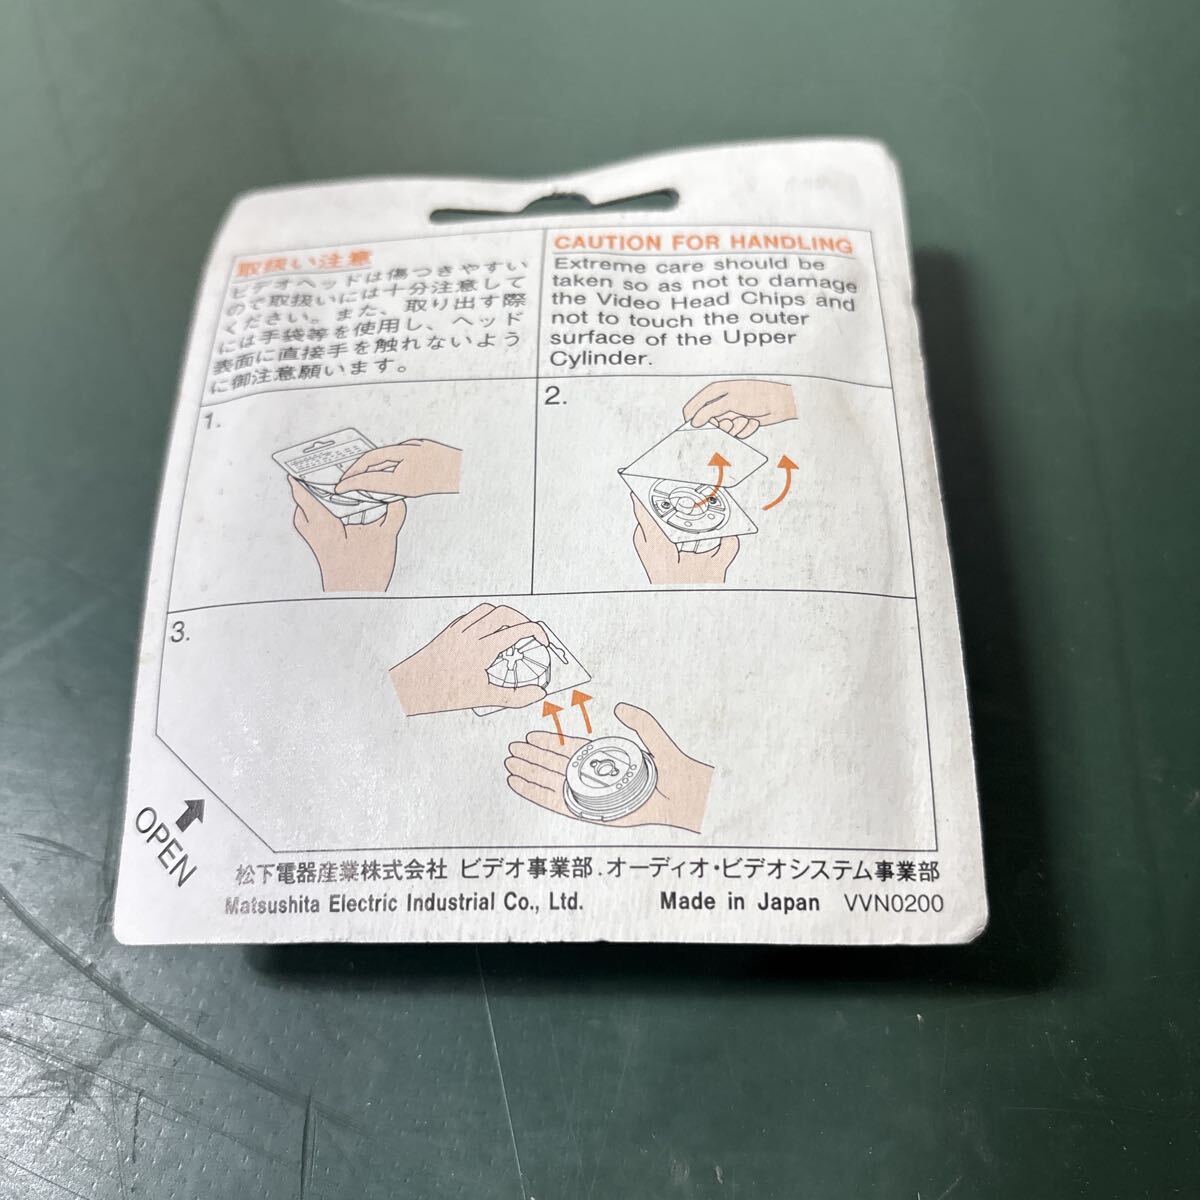 取扱い注意
ビデオヘッドは傷つきやすい
ので取扱いには十分注意して
ください。また、取り出す際
には手袋等を使用し、ヘッド
表面に直接手を触れないよう
に御注意願います。
CAUTION FOR HANDLING
Extreme care should be
taken so as not to damage
the Video Head Chips and
not to touch the outer
surface of the Upper
Cylinder.
1.
2.
3.
OPEN
松下電器産業株式会社 ビデオ事業部.オーディオ・ビデオシステム事業部
Matsushita Electric Industrial Co., Ltd. Made in Japan VVN0200